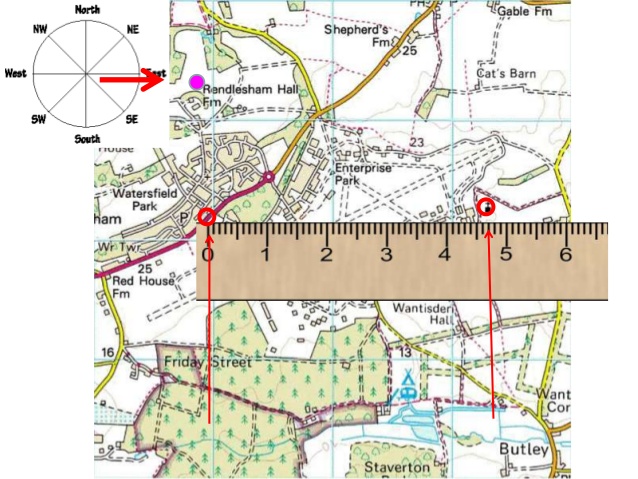 North
NW
NE
West
East
SW
SE
South
PH
Gable Fm
Shepherd's
Fm
25
Cat's Barn
Rendlesham Hall
Fm
House
23
Enterprise
Park
Watersfield
Park
ham
P
Wr Twr
25
Red House
Fm
0 1 2 3 4 5 6
Wantisden
Hall
16
Friday Street
13
Want
Cor
Butley
Staverton